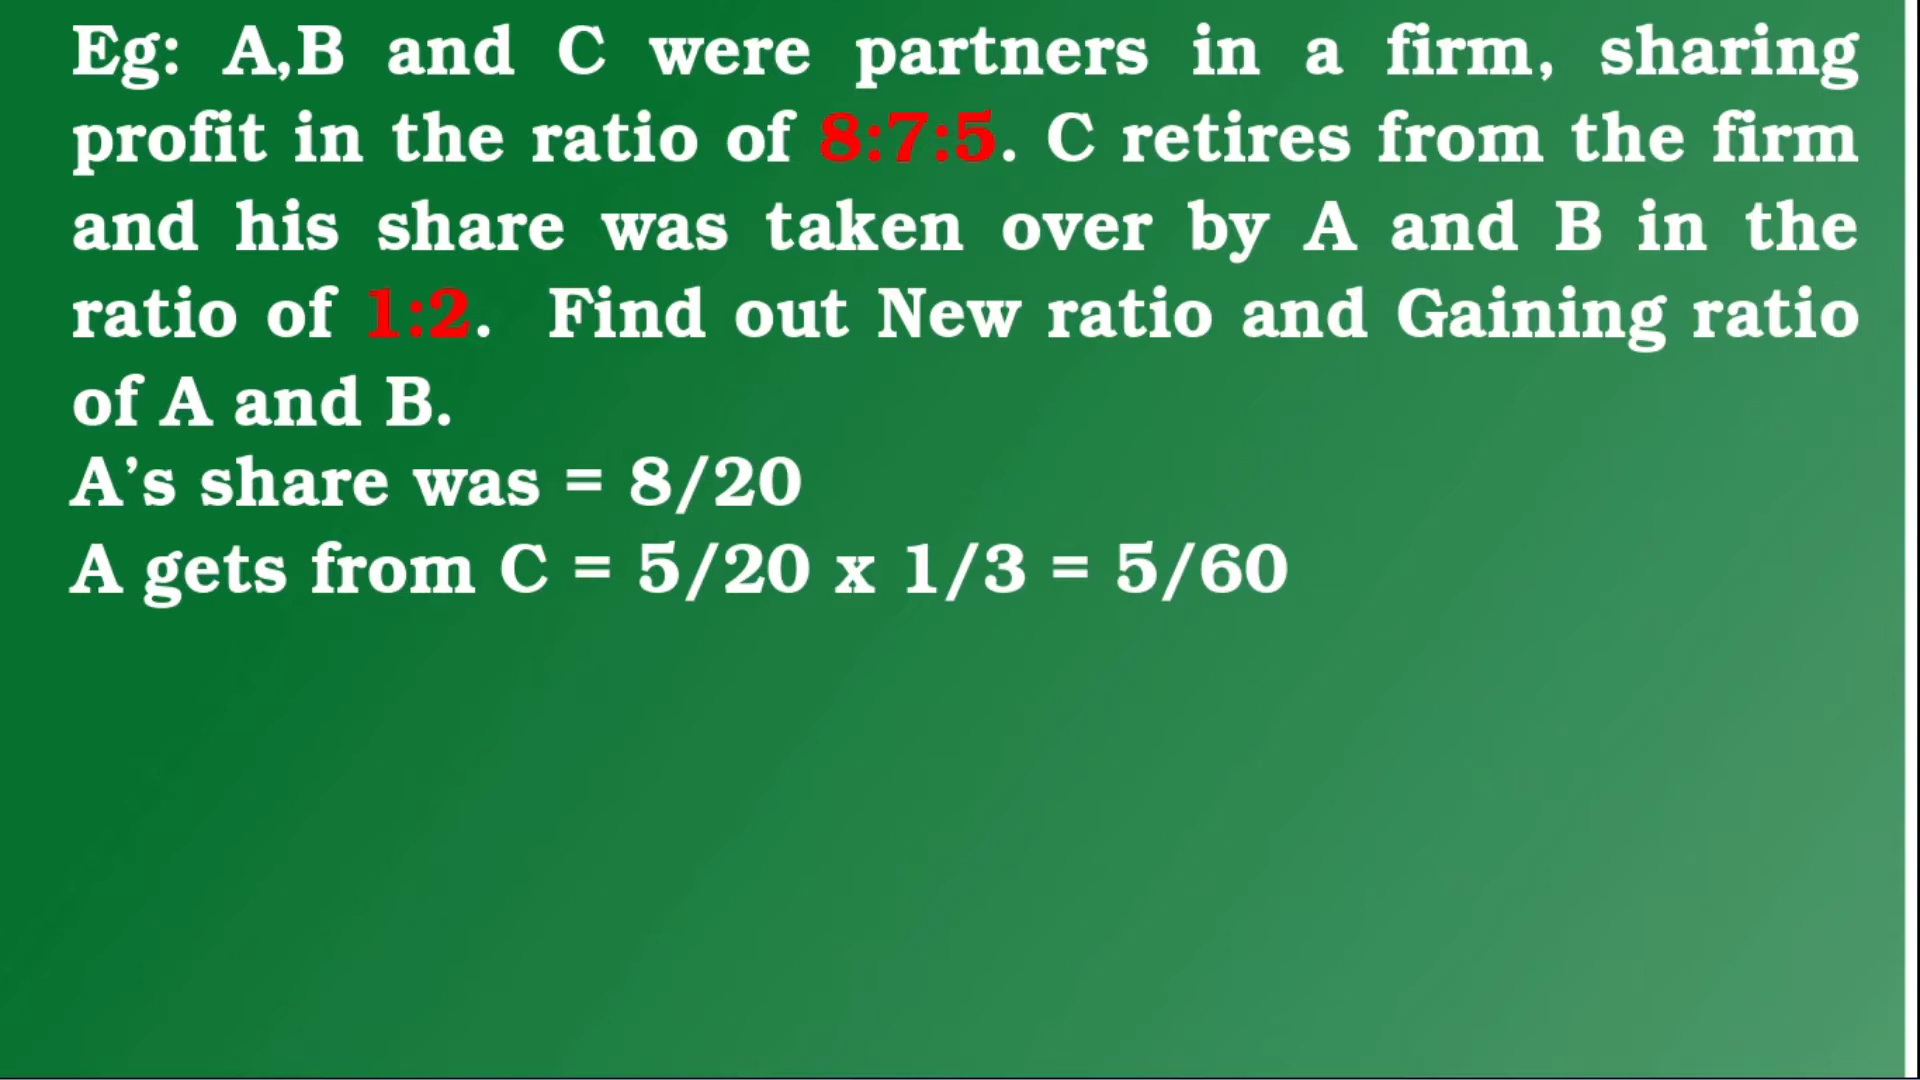 Eg: A,B and C were partners in a firm, sharing
profit in the ratio of 8:7:5. C retires from the firm
and his share was taken over by A and B in the
ratio of 1:2. Find out New ratio and Gaining ratio
of A and B.
A’s share was = 8/20
A gets from C = 5/20 x 1/3 = 5/60